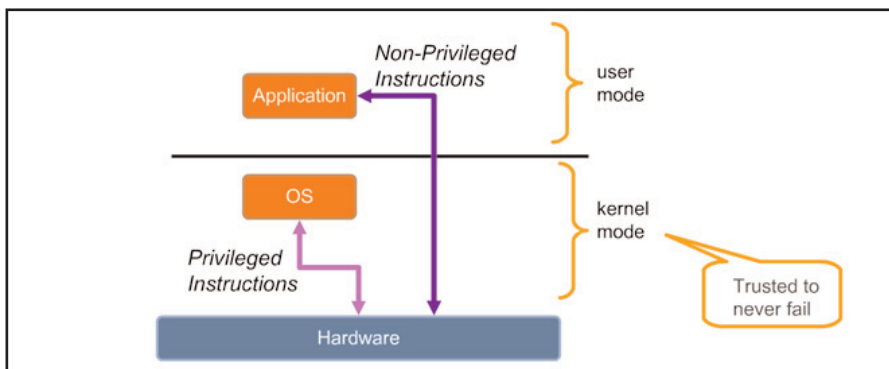 Non-Privileged
Instructions
Application
user
mode
OS
kernel
mode
Privileged
Instructions
Trusted to
never fail
Hardware